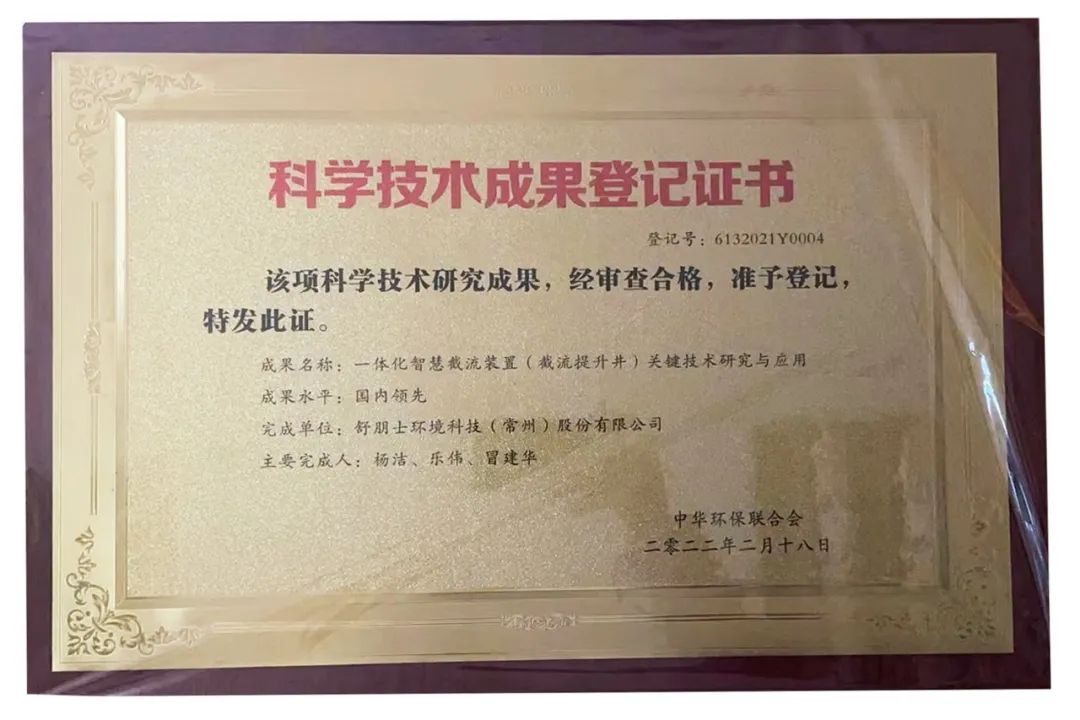 科学技术成果登记证书
登记号：6132021Y0004
该项科学技术研究成果，经审查合格，准予登记，
特发此证。
成果名称：一体化智慧截流装置（截流提升井）关键技术研究与应用
成果水平：国内领先
完成单位：舒朋士环境科技（常州）股份有限公司
主要完成人：杨洁、乐伟、冒建华
中华环保联合会
二零二二年二月十八日